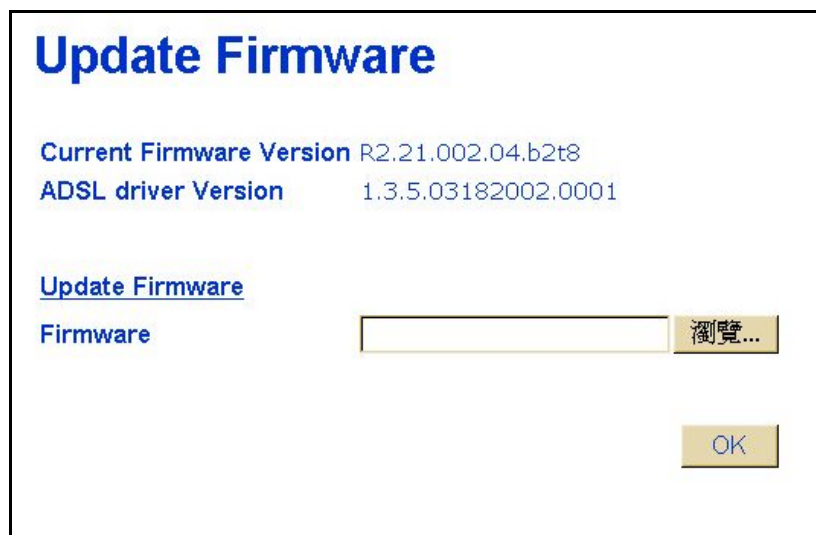 Update Firmware
Current Firmware Version R2.21.002.04.b2t8
ADSL driver Version 1.3.5.03182002.0001
Update Firmware
Firmware 瀏覽...
OK